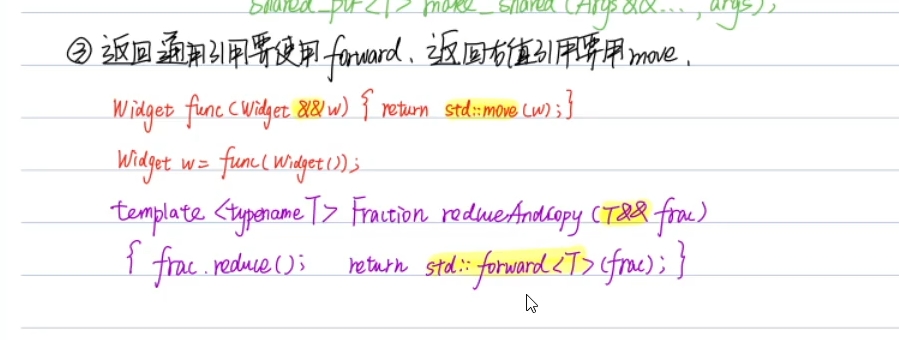 shared_ptr<T> make_shared(Args&&..., args);
③ 返回通用引用要使用forward、返回右值引用要用move.
Widget func(Widget &&w) { return std::move(w);}
Widget w= func(Widget());
template <typename T> Fraction reduceAndCopy (T&& frac)
{ frac.reduce(); return std::forward<T>(frac); }